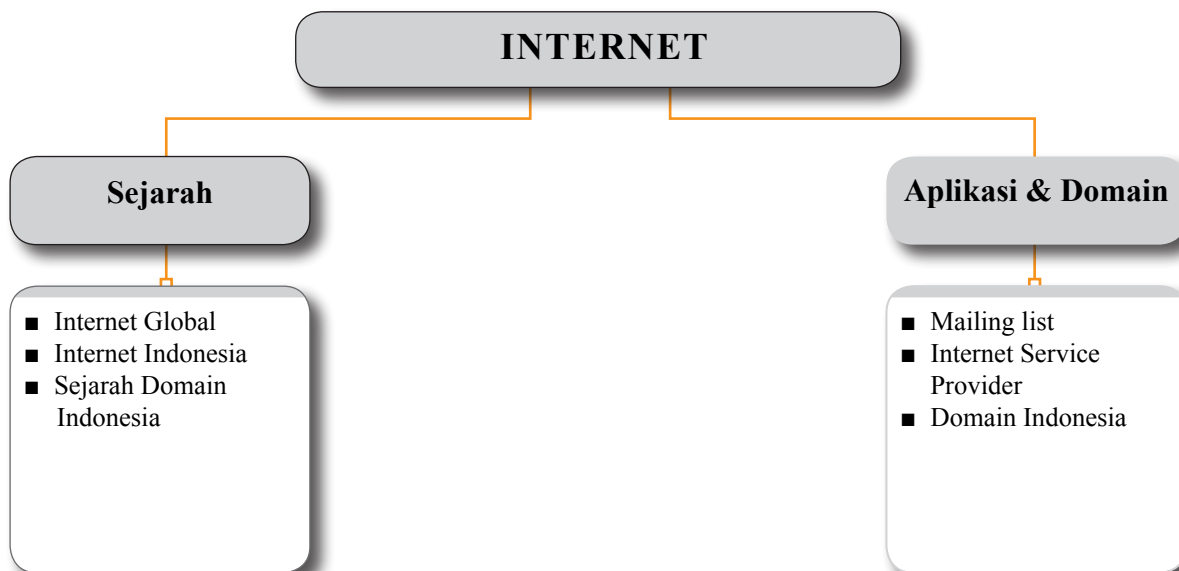 INTERNET
Sejarah
■ Internet Global
■ Internet Indonesia
■ Sejarah Domain
Indonesia
Aplikasi & Domain
■ Mailing list
■ Internet Service
Provider
■ Domain Indonesia